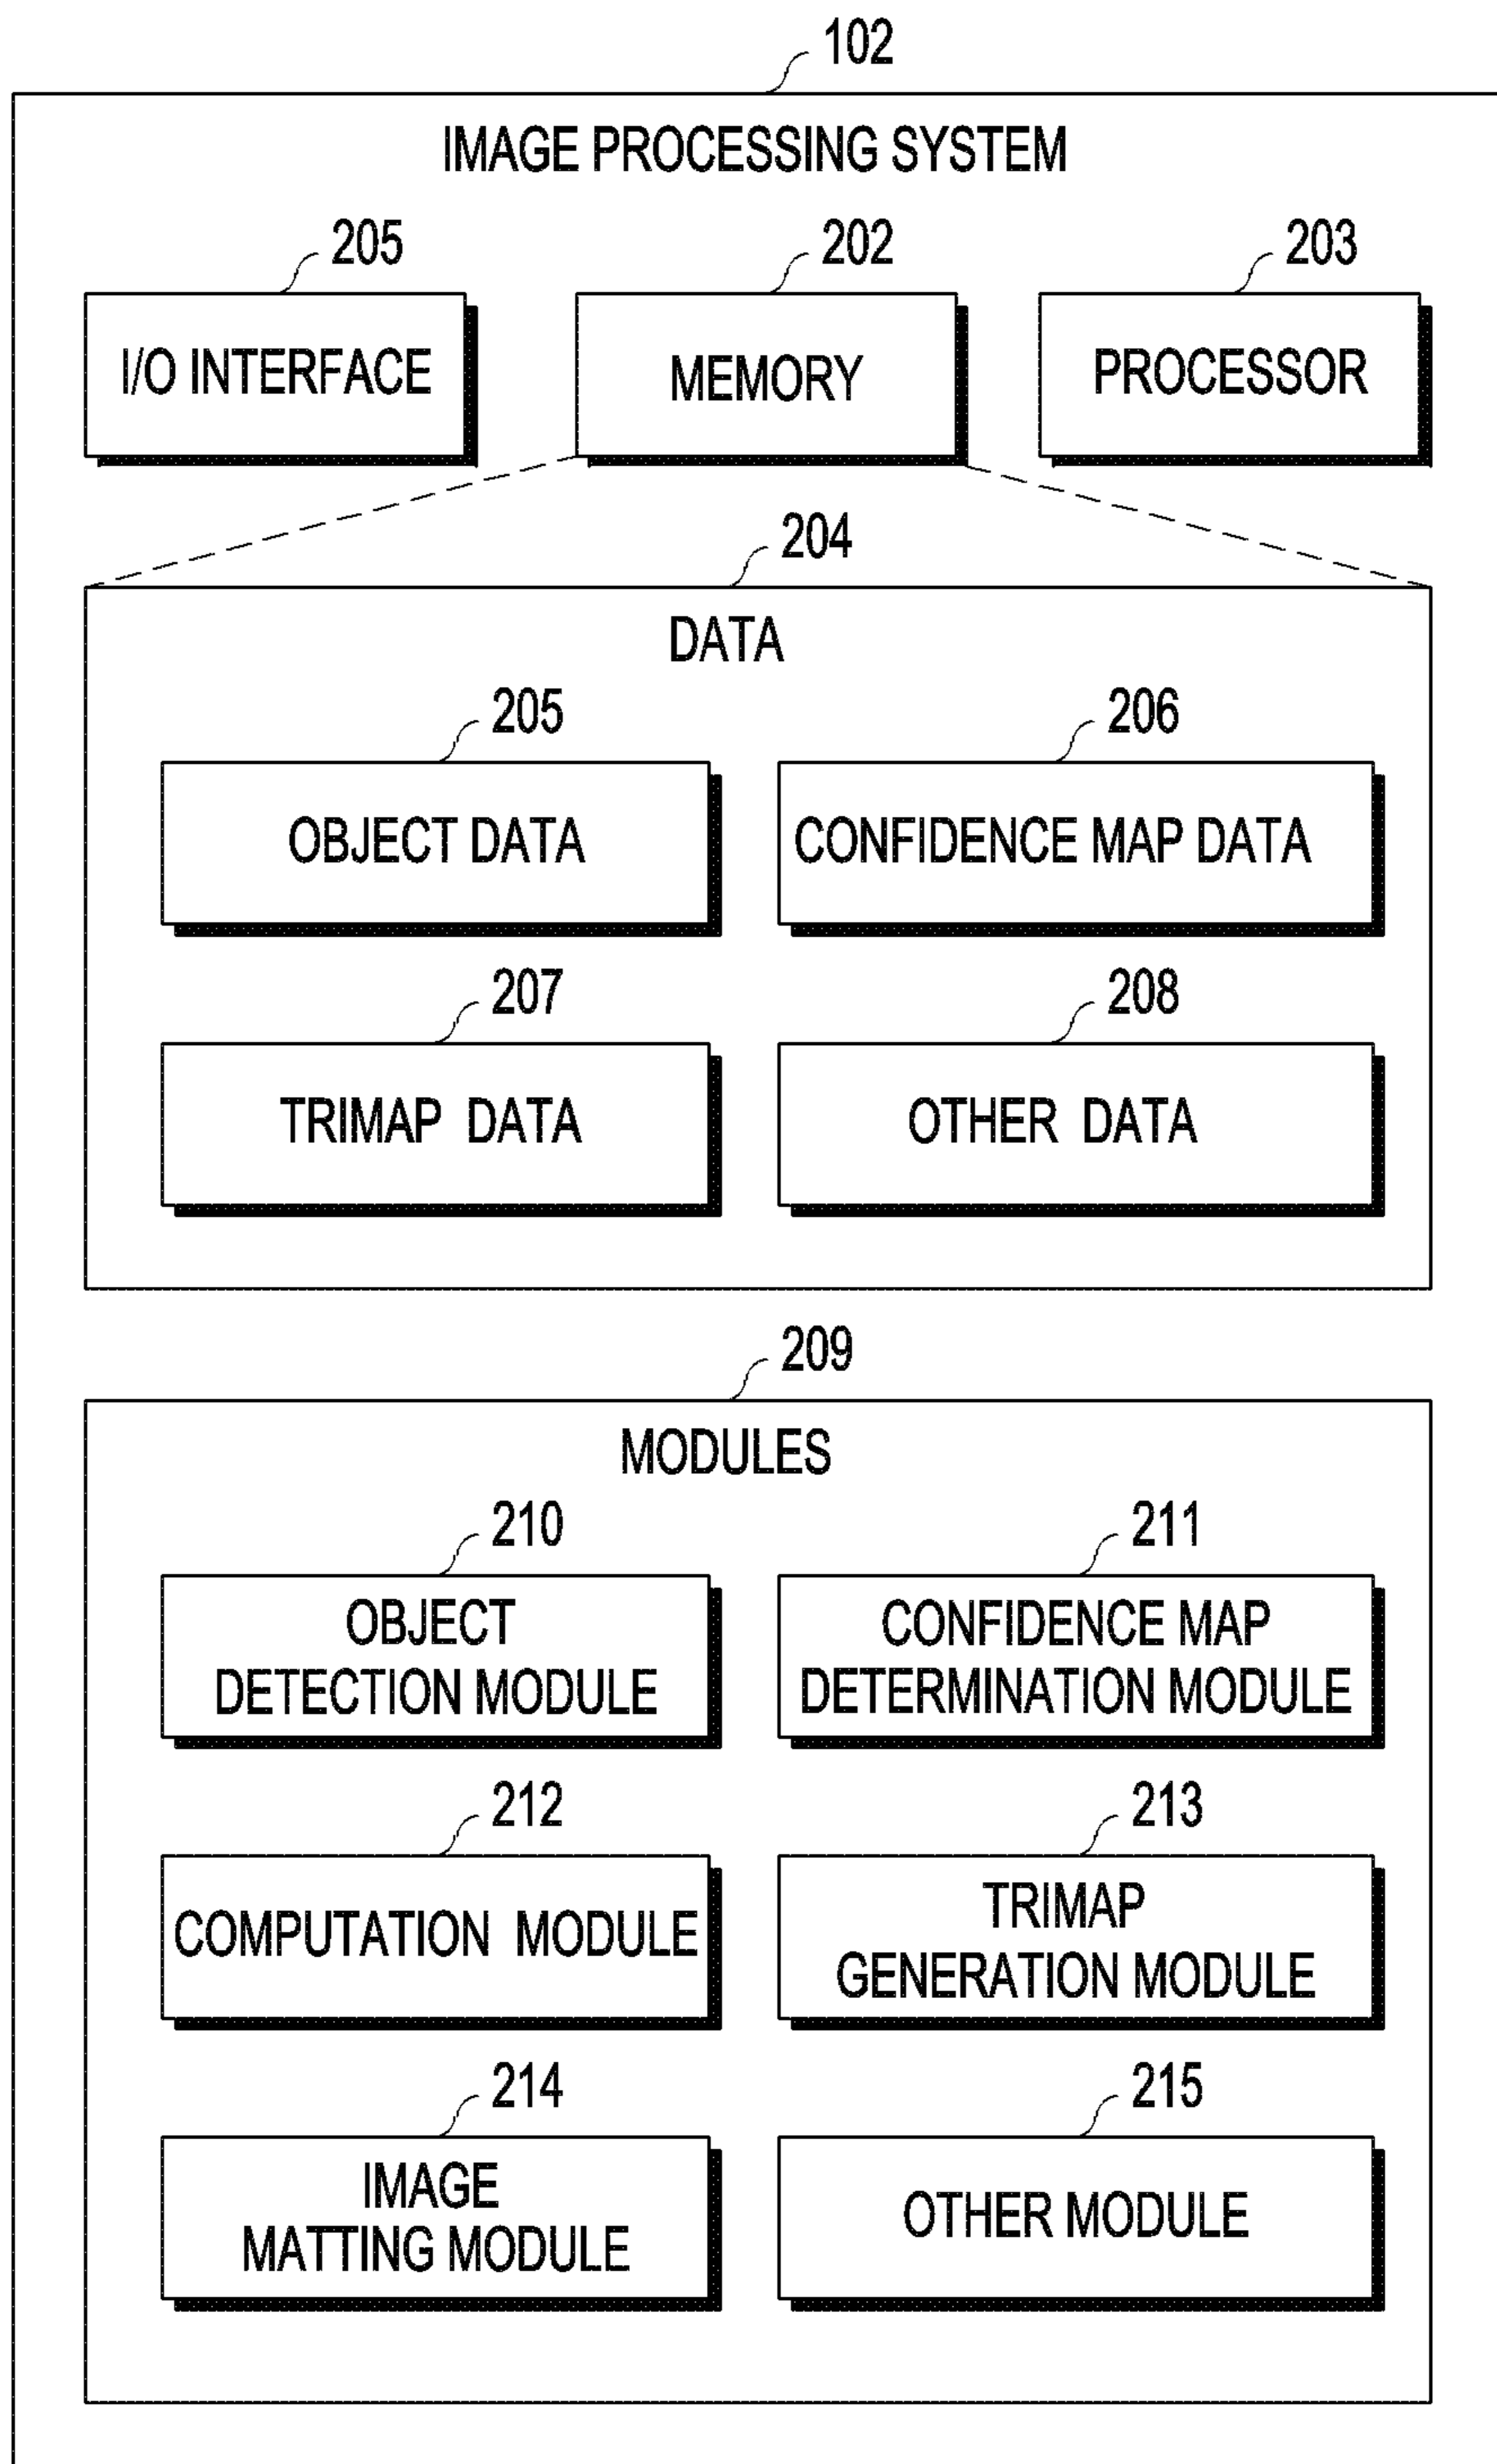 102
IMAGE PROCESSING SYSTEM
205
202
203
I/O INTERFACE
MEMORY
PROCESSOR
204
DATA
205
206
OBJECT DATA
CONFIDENCE MAP DATA
207
208
TRIMAP DATA
OTHER DATA
209
MODULES
210
211
OBJECT
DETECTION MODULE
CONFIDENCE MAP
DETERMINATION MODULE
212
213
COMPUTATION MODULE
TRIMAP
GENERATION MODULE
214
215
IMAGE
MATTING MODULE
OTHER MODULE